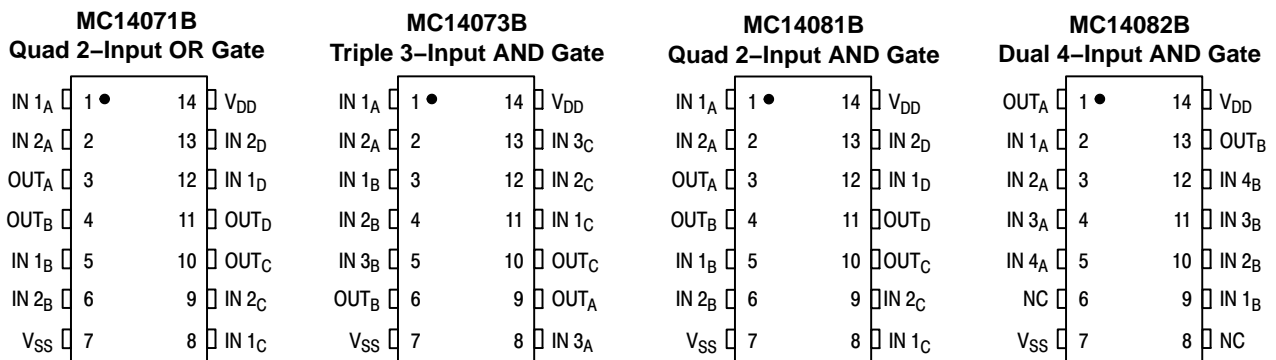 MC14071B
Quad 2–Input OR Gate
IN 1A 1 14 VDD
IN 2A 2 13 IN 2D
OUTA 3 12 IN 1D
OUTB 4 11 OUTD
IN 1B 5 10 OUTC
IN 2B 6 9 IN 2C
VSS 7 8 IN 1C
MC14073B
Triple 3–Input AND Gate
IN 1A 1 14 VDD
IN 2A 2 13 IN 3C
IN 1B 3 12 IN 2C
IN 2B 4 11 IN 1C
IN 3B 5 10 OUTC
OUTB 6 9 OUTA
VSS 7 8 IN 3A
MC14081B
Quad 2–Input AND Gate
IN 1A 1 14 VDD
IN 2A 2 13 IN 2D
OUTA 3 12 IN 1D
OUTB 4 11 OUTD
IN 1B 5 10 OUTC
IN 2B 6 9 IN 2C
VSS 7 8 IN 1C
MC14082B
Dual 4–Input AND Gate
OUTA 1 14 VDD
IN 1A 2 13 OUTB
IN 2A 3 12 IN 4B
IN 3A 4 11 IN 3B
IN 4A 5 10 IN 2B
NC 6 9 IN 1B
VSS 7 8 NC